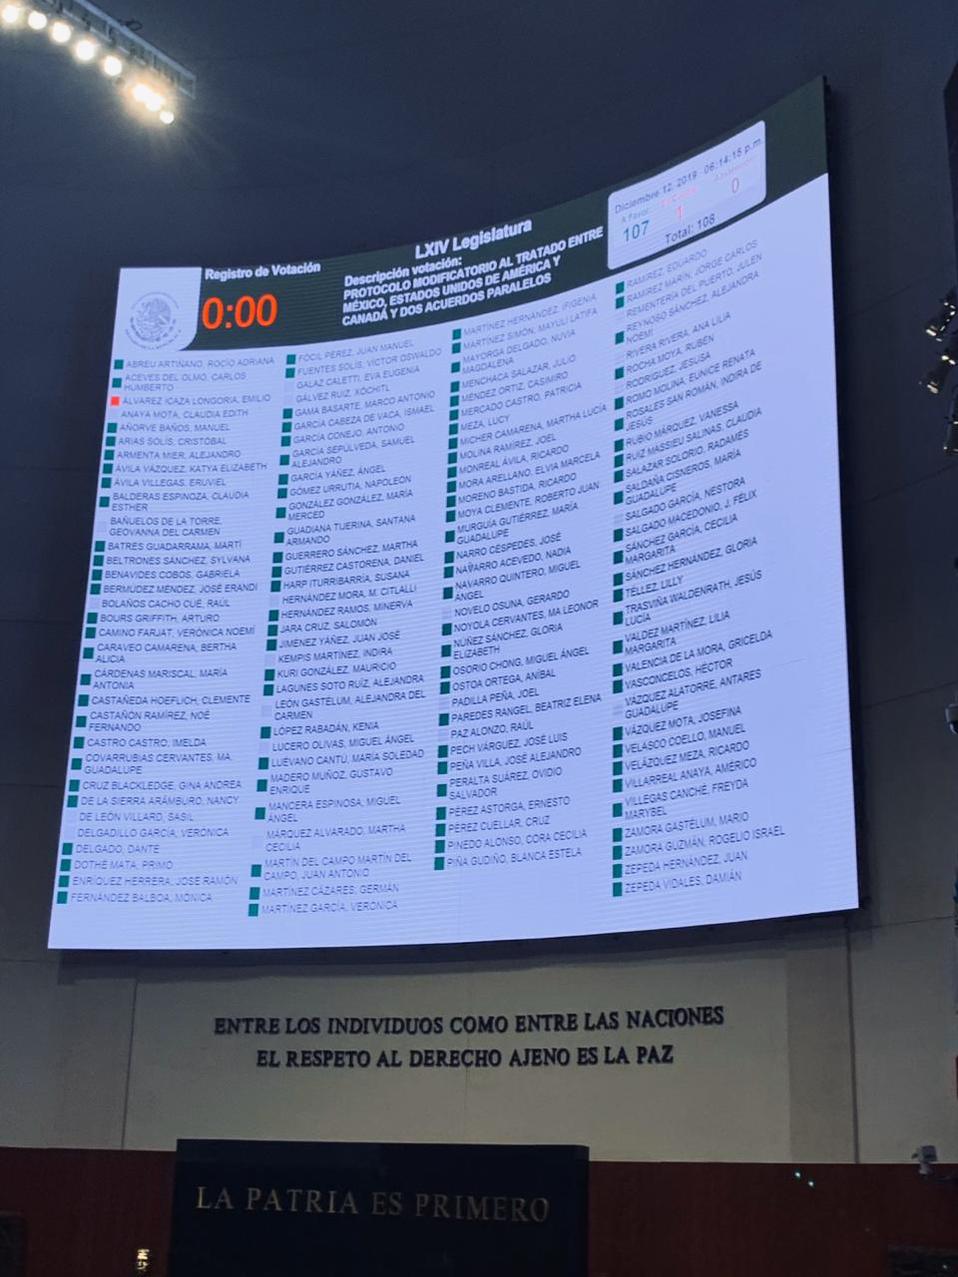 Registro de Votación
0:00
LXIV Legislatura
Descripción votación:
PROTOCOLO MODIFICATORIO AL TRATADO ENTRE
MÉXICO, ESTADOS UNIDOS DE AMÉRICA Y
CANADÁ Y DOS ACUERDOS PARALELOS
Diciembre 12, 2019 06:14:15 p.m.
A Favor
107 1 0
Total: 108
ABREU ARTIÑANO, ROCÍO ADRIANA
ACEVES DEL OLMO, CARLOS
HUMBERTO
ÁLVAREZ ICAZA LONGORIA, EMILIO
ANAYA MOTA, CLAUDIA EDITH
AÑORVE BAÑOS, MANUEL
ARIAS SOLÍS, CRISTÓBAL
ARMENTA MIER, ALEJANDRO
ÁVILA VÁZQUEZ, KATYA ELIZABETH
ÁVILA VILLEGAS, ERUVIEL
BALDERAS ESPINOZA, CLAUDIA
ESTHER
BAÑUELOS DE LA TORRE,
GEOVANNA DEL CARMEN
BATRES GUADARRAMA, MARTÍ
BELTRONES SÁNCHEZ, SYLVANA
BENAVIDES COBOS, GABRIELA
BERMÚDEZ MÉNDEZ, JOSÉ ERANDI
BOLAÑOS CACHO CUÉ, RAÚL
BOURS GRIFFITH, ARTURO
CAMINO FARJAT, VERÓNICA NOEMÍ
CARAVEO CAMARENA, BERTHA
ALICIA
CÁRDENAS MARISCAL, MARÍA
ANTONIA
CASTAÑEDA HOEFLICH, CLEMENTE
CASTAÑÓN RAMÍREZ, NOÉ
FERNANDO
CASTRO CASTRO, IMELDA
COVARRUBIAS CERVANTES, MA.
GUADALUPE
CRUZ BLACKLEDGE, GINA ANDREA
DE LA SIERRA ARÁMBURO, NANCY
DE LEÓN VILLARD, SASIL
DELGADILLO GARCÍA, VERÓNICA
DELGADO, DANTE
DOTHÉ MATA, PRIMO
ENRÍQUEZ HERRERA, JOSÉ RAMÓN
FERNÁNDEZ BALBOA, MÓNICA
FÓCIL PÉREZ, JUAN MANUEL
FUENTES SOLÍS, VÍCTOR OSWALDO
GALAZ CALETTI, EVA EUGENIA
GÁLVEZ RUIZ, XÓCHITL
GAMA BASARTE, MARCO ANTONIO
GARCÍA CABEZA DE VACA, ISMAEL
GARCÍA CONEJO, ANTONIO
GARCÍA SEPÚLVEDA, SAMUEL
ALEJANDRO
GARCÍA YÁÑEZ, ÁNGEL
GÓMEZ URRUTIA, NAPOLEÓN
GONZÁLEZ GONZÁLEZ, MARÍA
MERCED
GUADIANA TIJERINA, SANTANA
ARMANDO
GUERRERO SÁNCHEZ, MARTHA
GUTIÉRREZ CASTORENA, DANIEL
HARP ITURRIBARRÍA, SUSANA
HERNÁNDEZ MORA, M. CITLALLI
HERNÁNDEZ RAMOS, MINERVA
JARA CRUZ, SALOMÓN
JIMÉNEZ YÁÑEZ, JUAN JOSÉ
KEMPIS MARTÍNEZ, INDIRA
KURI GONZÁLEZ, MAURICIO
LAGUNES SOTO RUÍZ, ALEJANDRA
LEÓN GASTÉLUM, ALEJANDRA DEL
CARMEN
LÓPEZ RABADÁN, KENIA
LUCERO OLIVAS, MIGUEL ÁNGEL
LUÉVANO CANTÚ, MARÍA SOLEDAD
MADERO MUÑOZ, GUSTAVO
ENRIQUE
MANCERA ESPINOSA, MIGUEL
ÁNGEL
MÁRQUEZ ALVARADO, MARTHA
CECILIA
MARTÍN DEL CAMPO MARTÍN DEL
CAMPO, JUAN ANTONIO
MARTÍNEZ CÁZARES, GERMÁN
MARTÍNEZ GARCÍA, VERÓNICA
MARTÍNEZ HERNÁNDEZ, IFIGENIA
MARTÍNEZ SIMÓN, MAYULI LATIFA
MAYORGA DELGADO, NUVIA
MAGDALENA
MENCHACA SALAZAR, JULIO
MÉNDEZ ORTIZ, CASIMIRO
MERCADO CASTRO, PATRICIA
MEZA, LUCY
MICHER CAMARENA, MARTHA LUCÍA
MOLINA RAMÍREZ, JOEL
MONREAL ÁVILA, RICARDO
MORA ARELLANO, ELVIA MARCELA
MORENO BASTIDA, RICARDO
MOYA CLEMENTE, ROBERTO JUAN
MURGUÍA GUTIÉRREZ, MARÍA
GUADALUPE
NARRO CÉSPEDES, JOSÉ
NAVARRO ACEVEDO, NADIA
NAVARRO QUINTERO, MIGUEL
ÁNGEL
NOVELO OSUNA, GERARDO
NOYOLA CERVANTES, MA LEONOR
NÚÑEZ SÁNCHEZ, GLORIA
ELIZABETH
OSORIO CHONG, MIGUEL ÁNGEL
OSTOA ORTEGA, ANÍBAL
PADILLA PEÑA, JOEL
PAREDES RANGEL, BEATRIZ ELENA
PAZ ALONZO, RAÚL
PECH VÁRGUEZ, JOSÉ LUIS
PEÑA VILLA, JOSÉ ALEJANDRO
PERALTA SUÁREZ, OVIDIO
SALVADOR
PÉREZ ASTORGA, ERNESTO
PÉREZ CUELLAR, CRUZ
PINEDO ALONSO, CORA CECILIA
PIÑA GUDIÑO, BLANCA ESTELA
RAMÍREZ, EDUARDO
RAMÍREZ MARÍN, JORGE CARLOS
REMENTERÍA DEL PUERTO, JULEN
REYNOSO SÁNCHEZ, ALEJANDRA
NOEMÍ
RIVERA RIVERA, ANA LILIA
ROCHA MOYA, RUBÉN
RODRÍGUEZ, JESUSA
ROMO MOLINA, EUNICE RENATA
ROSALES SAN ROMÁN, INDIRA DE
JESÚS
RUBIO MÁRQUEZ, VANESSA
RUIZ MASSIEU SALINAS, CLAUDIA
SALAZAR SOLORIO, RADAMÉS
SALDAÑA CISNEROS, MARÍA
GUADALUPE
SALGADO GARCÍA, NESTORA
SALGADO MACEDONIO, J. FÉLIX
SÁNCHEZ GARCÍA, CECILIA
MARGARITA
SÁNCHEZ HERNÁNDEZ, GLORIA
TÉLLEZ, LILLY
TRASVIÑA WALDENRATH, JESÚS
LUCÍA
VALDEZ MARTÍNEZ, LILIA
MARGARITA
VALENCIA DE LA MORA, GRICELDA
VASCONCELOS, HÉCTOR
VÁZQUEZ ALATORRE, ANTARES
GUADALUPE
VÁZQUEZ MOTA, JOSEFINA
VELASCO COELLO, MANUEL
VELÁZQUEZ MEZA, RICARDO
VILLARREAL ANAYA, AMÉRICO
VILLEGAS CANCHÉ, FREYDA
MARYBEL
ZAMORA GASTÉLUM, MARIO
ZAMORA GUZMÁN, ROGELIO ISRAEL
ZEPEDA HERNÁNDEZ, JUAN
ZEPEDA VIDALES, DAMIÁN
ENTRE LOS INDIVIDUOS COMO ENTRE LAS NACIONES
EL RESPETO AL DERECHO AJENO ES LA PAZ
LA PATRIA ES PRIMERO